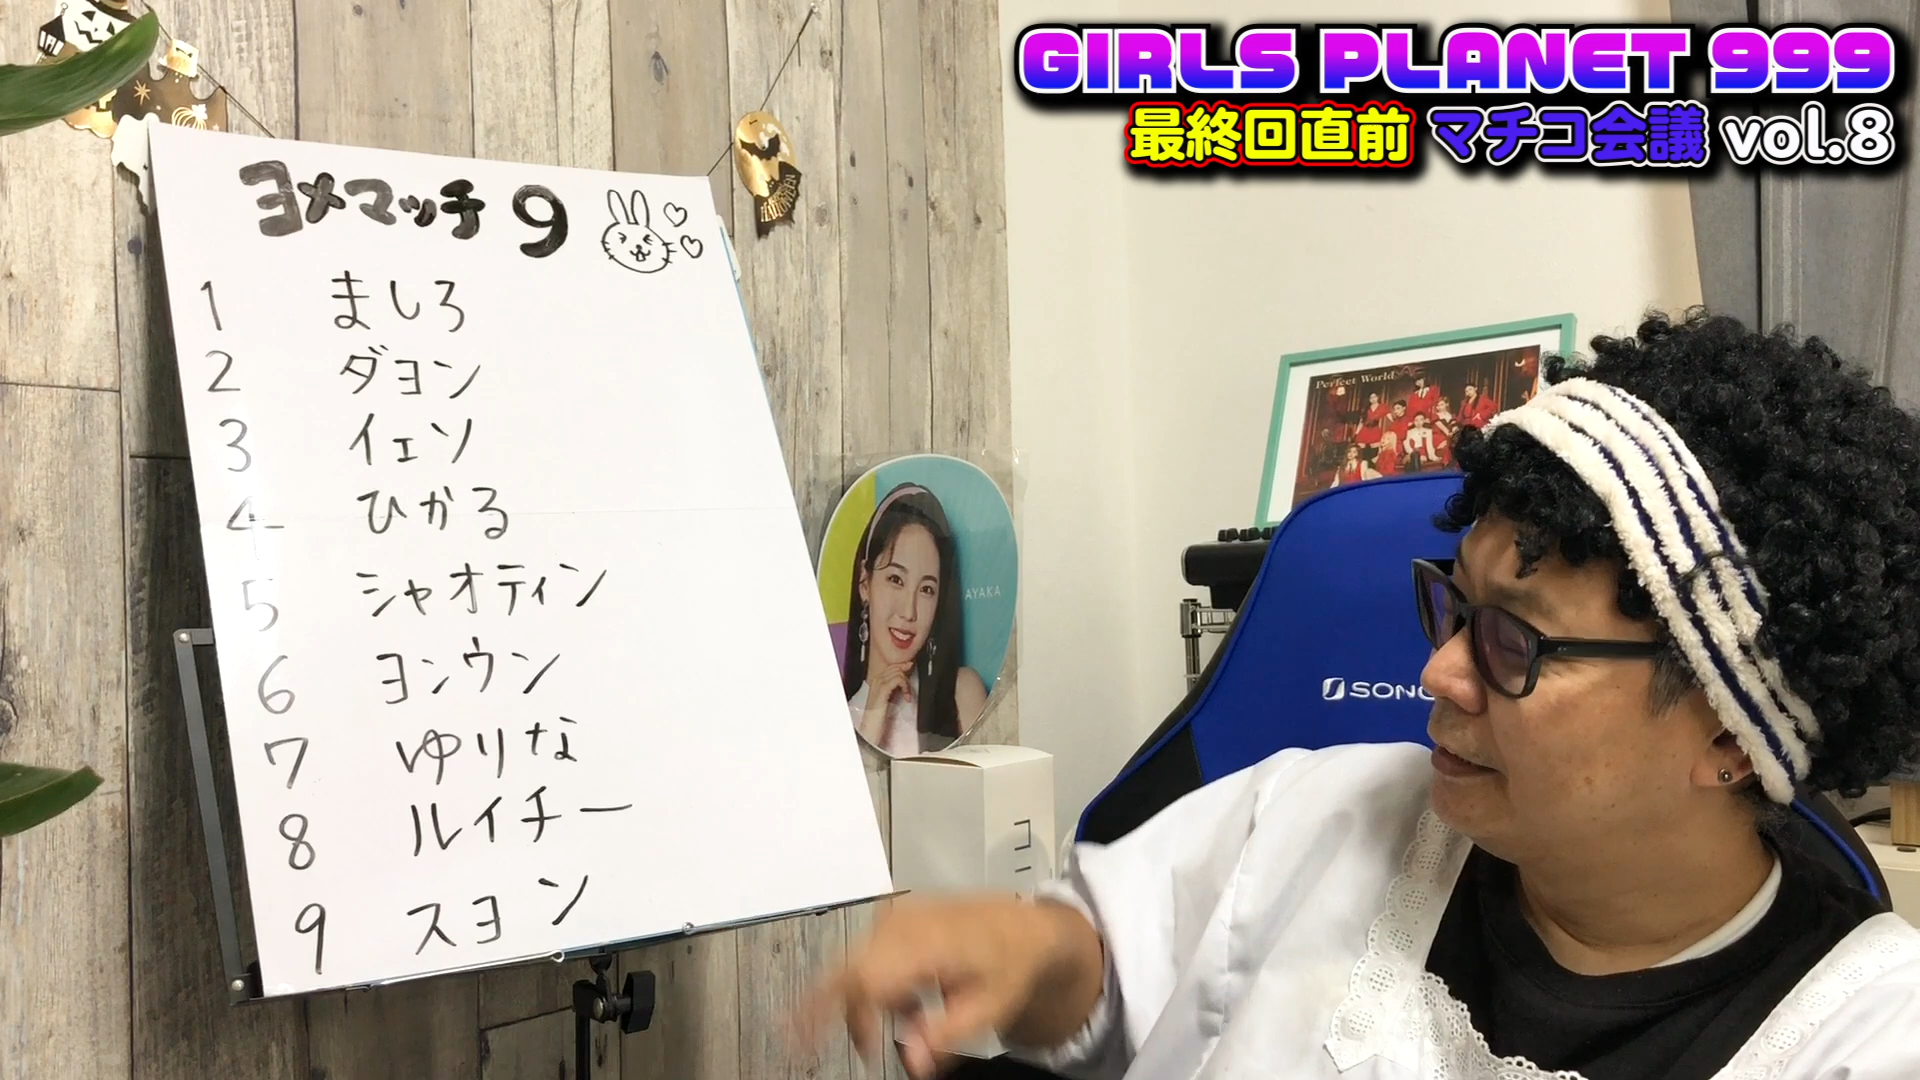 GIRLS PLANET 999
最終回直前 マチコ会議 vol.8
ヨメマッチ 9
1 ましろ
2 ダヨン
3 イェソ
4 ひかる
5 シャオティン
6 ヨンウン
7 ゆりな
8 ルイチー
9 スヨン
Perfect World
AYAKA
HALLOWEEN